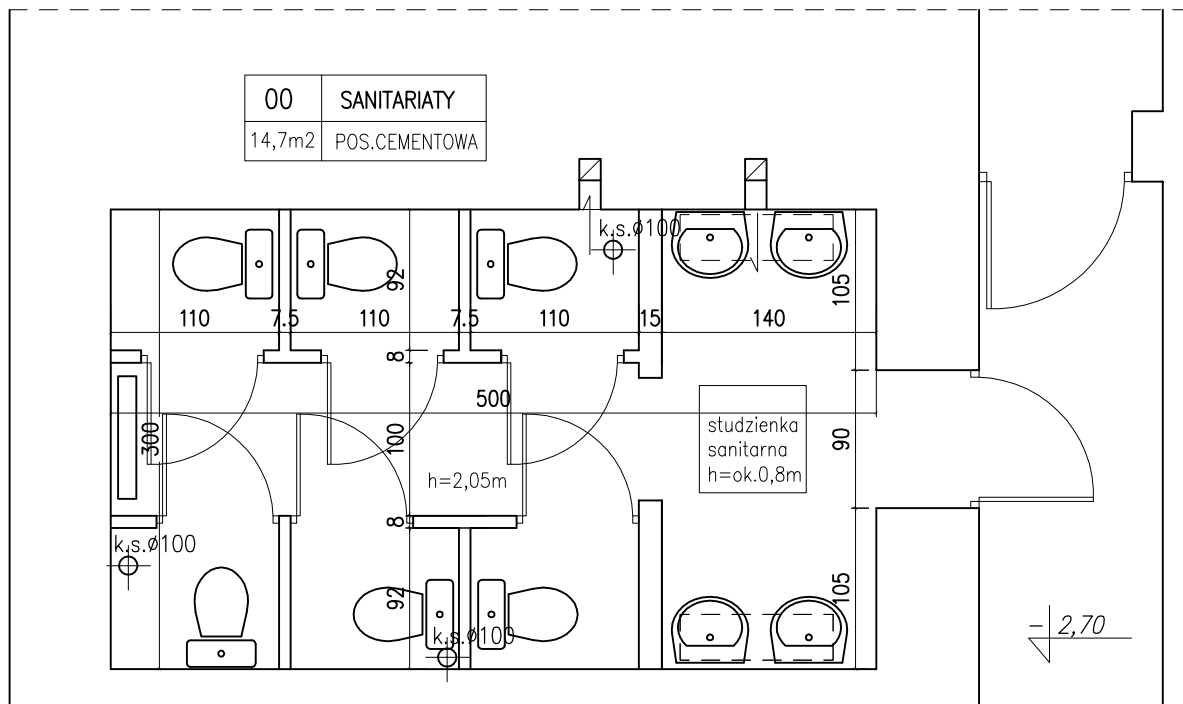 00 SANITARIATY
14,7m2 POS.CEMENTOWA
k.s.ø100
92
105
110 7.5 110 7.5 110 15 140
8
500
300
100
90
studzienka
sanitarna
h=ok.0,8m
h=2,05m
8
k.s.ø100
92
105
k.s.ø100
- 2,70